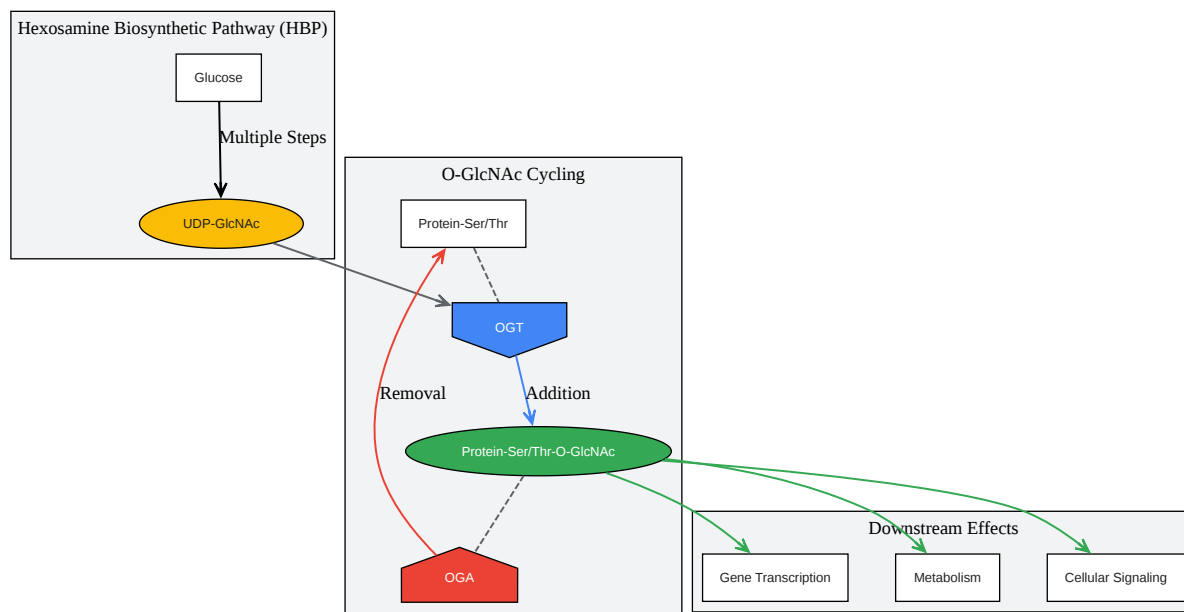 Hexosamine Biosynthetic Pathway (HBP)
Glucose
Multiple Steps
UDP-GlcNAc
O-GlcNAc Cycling
Protein-Ser/Thr
OGT
Removal
Addition
Protein-Ser/Thr-O-GlcNAc
OGA
Downstream Effects
Gene Transcription
Metabolism
Cellular Signaling